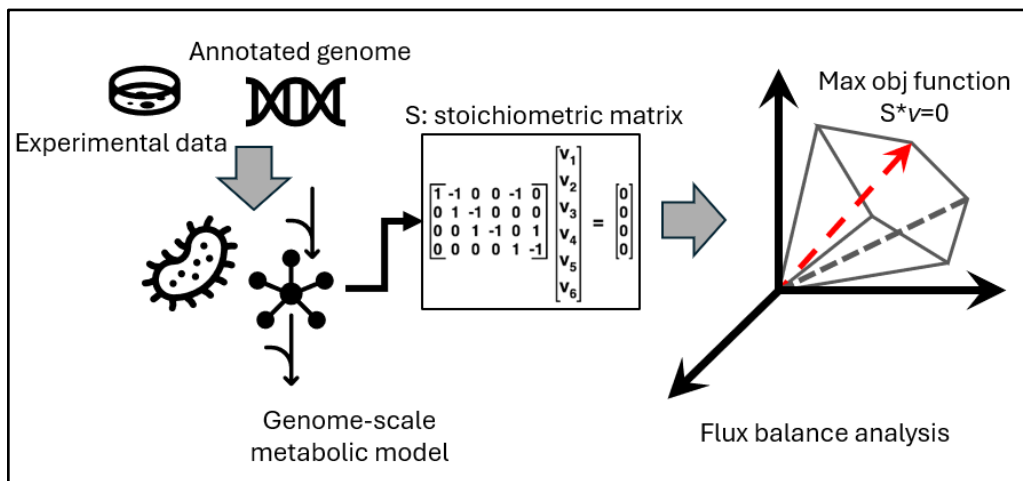 Annotated genome
Experimental data
S: stoichiometric matrix
1 -1 0 0 -1 0
0 1 -1 0 0 0
0 0 1 -1 0 1
0 0 0 0 1 -1
v1
v2
v3
v4
v5
v6
=
0
0
0
0
Max obj function
S*v=0
Genome-scale
metabolic model
Flux balance analysis